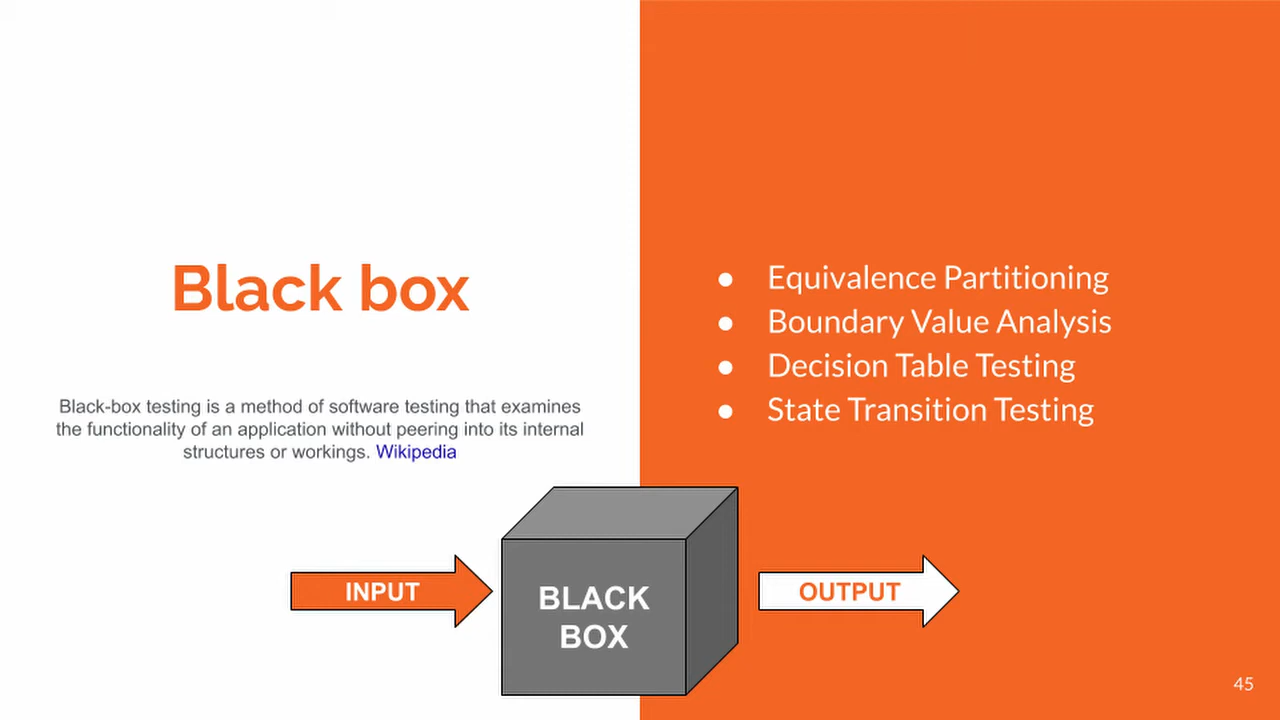 Black box
Black-box testing is a method of software testing that examines
the functionality of an application without peering into its internal
structures or workings. Wikipedia
● Equivalence Partitioning
● Boundary Value Analysis
● Decision Table Testing
● State Transition Testing
INPUT
BLACK
BOX
OUTPUT
45